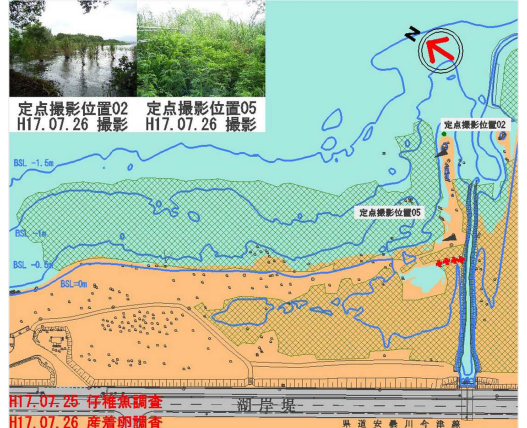 定点撮影位置02
H17.07.26 撮影
定点撮影位置05
H17.07.26 撮影
N
定点撮影位置02
BSL -1.5m
定点撮影位置05
BSL -1m
BSL -0.5m
BSL=0m
H17.07.25 仔稚魚調査
湖岸堤
H17.07.26 産着卵調査
県道安曇川今津線